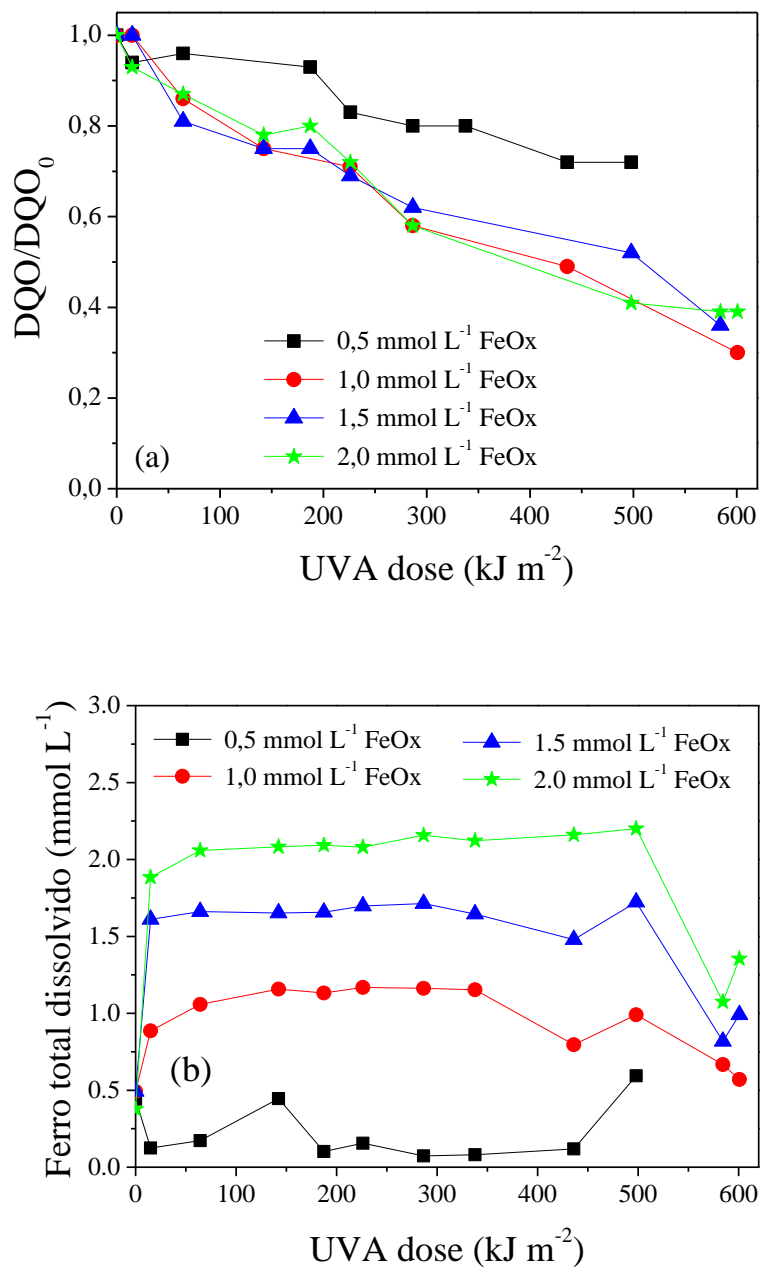 1,0
0,8
0,6
0,4
0,2
0,0
DQO/DQO₀
0,5 mmol L⁻¹ FeOx
1,0 mmol L⁻¹ FeOx
1,5 mmol L⁻¹ FeOx
2,0 mmol L⁻¹ FeOx
(a)
0 100 200 300 400 500 600
UVA dose (kJ m⁻²)
3.0
2.5
2.0
1.5
1.0
0.5
0.0
Ferro total dissolvido (mmol L⁻¹)
0,5 mmol L⁻¹ FeOx
1,0 mmol L⁻¹ FeOx
1.5 mmol L⁻¹ FeOx
2.0 mmol L⁻¹ FeOx
(b)
0 100 200 300 400 500 600
UVA dose (kJ m⁻²)